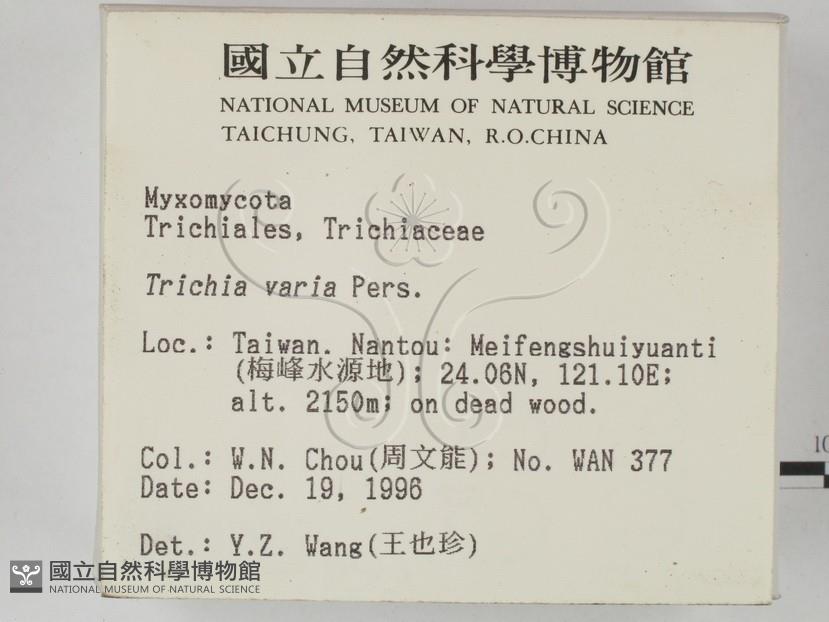 國立自然科學博物館
NATIONAL MUSEUM OF NATURAL SCIENCE
TAICHUNG, TAIWAN, R.O.CHINA
Myxomycota
Trichiales, Trichiaceae
Trichia varia Pers.
Loc.: Taiwan. Nantou: Meifengshuiyuanti
(梅峰水源地); 24.06N, 121.10E;
alt. 2150m; on dead wood.
Col.: W.N. Chou(周文能); No. WAN 377
Date: Dec. 19, 1996
Det.: Y.Z. Wang(王也珍)
國立自然科學博物館
NATIONAL MUSEUM OF NATURAL SCIENCE